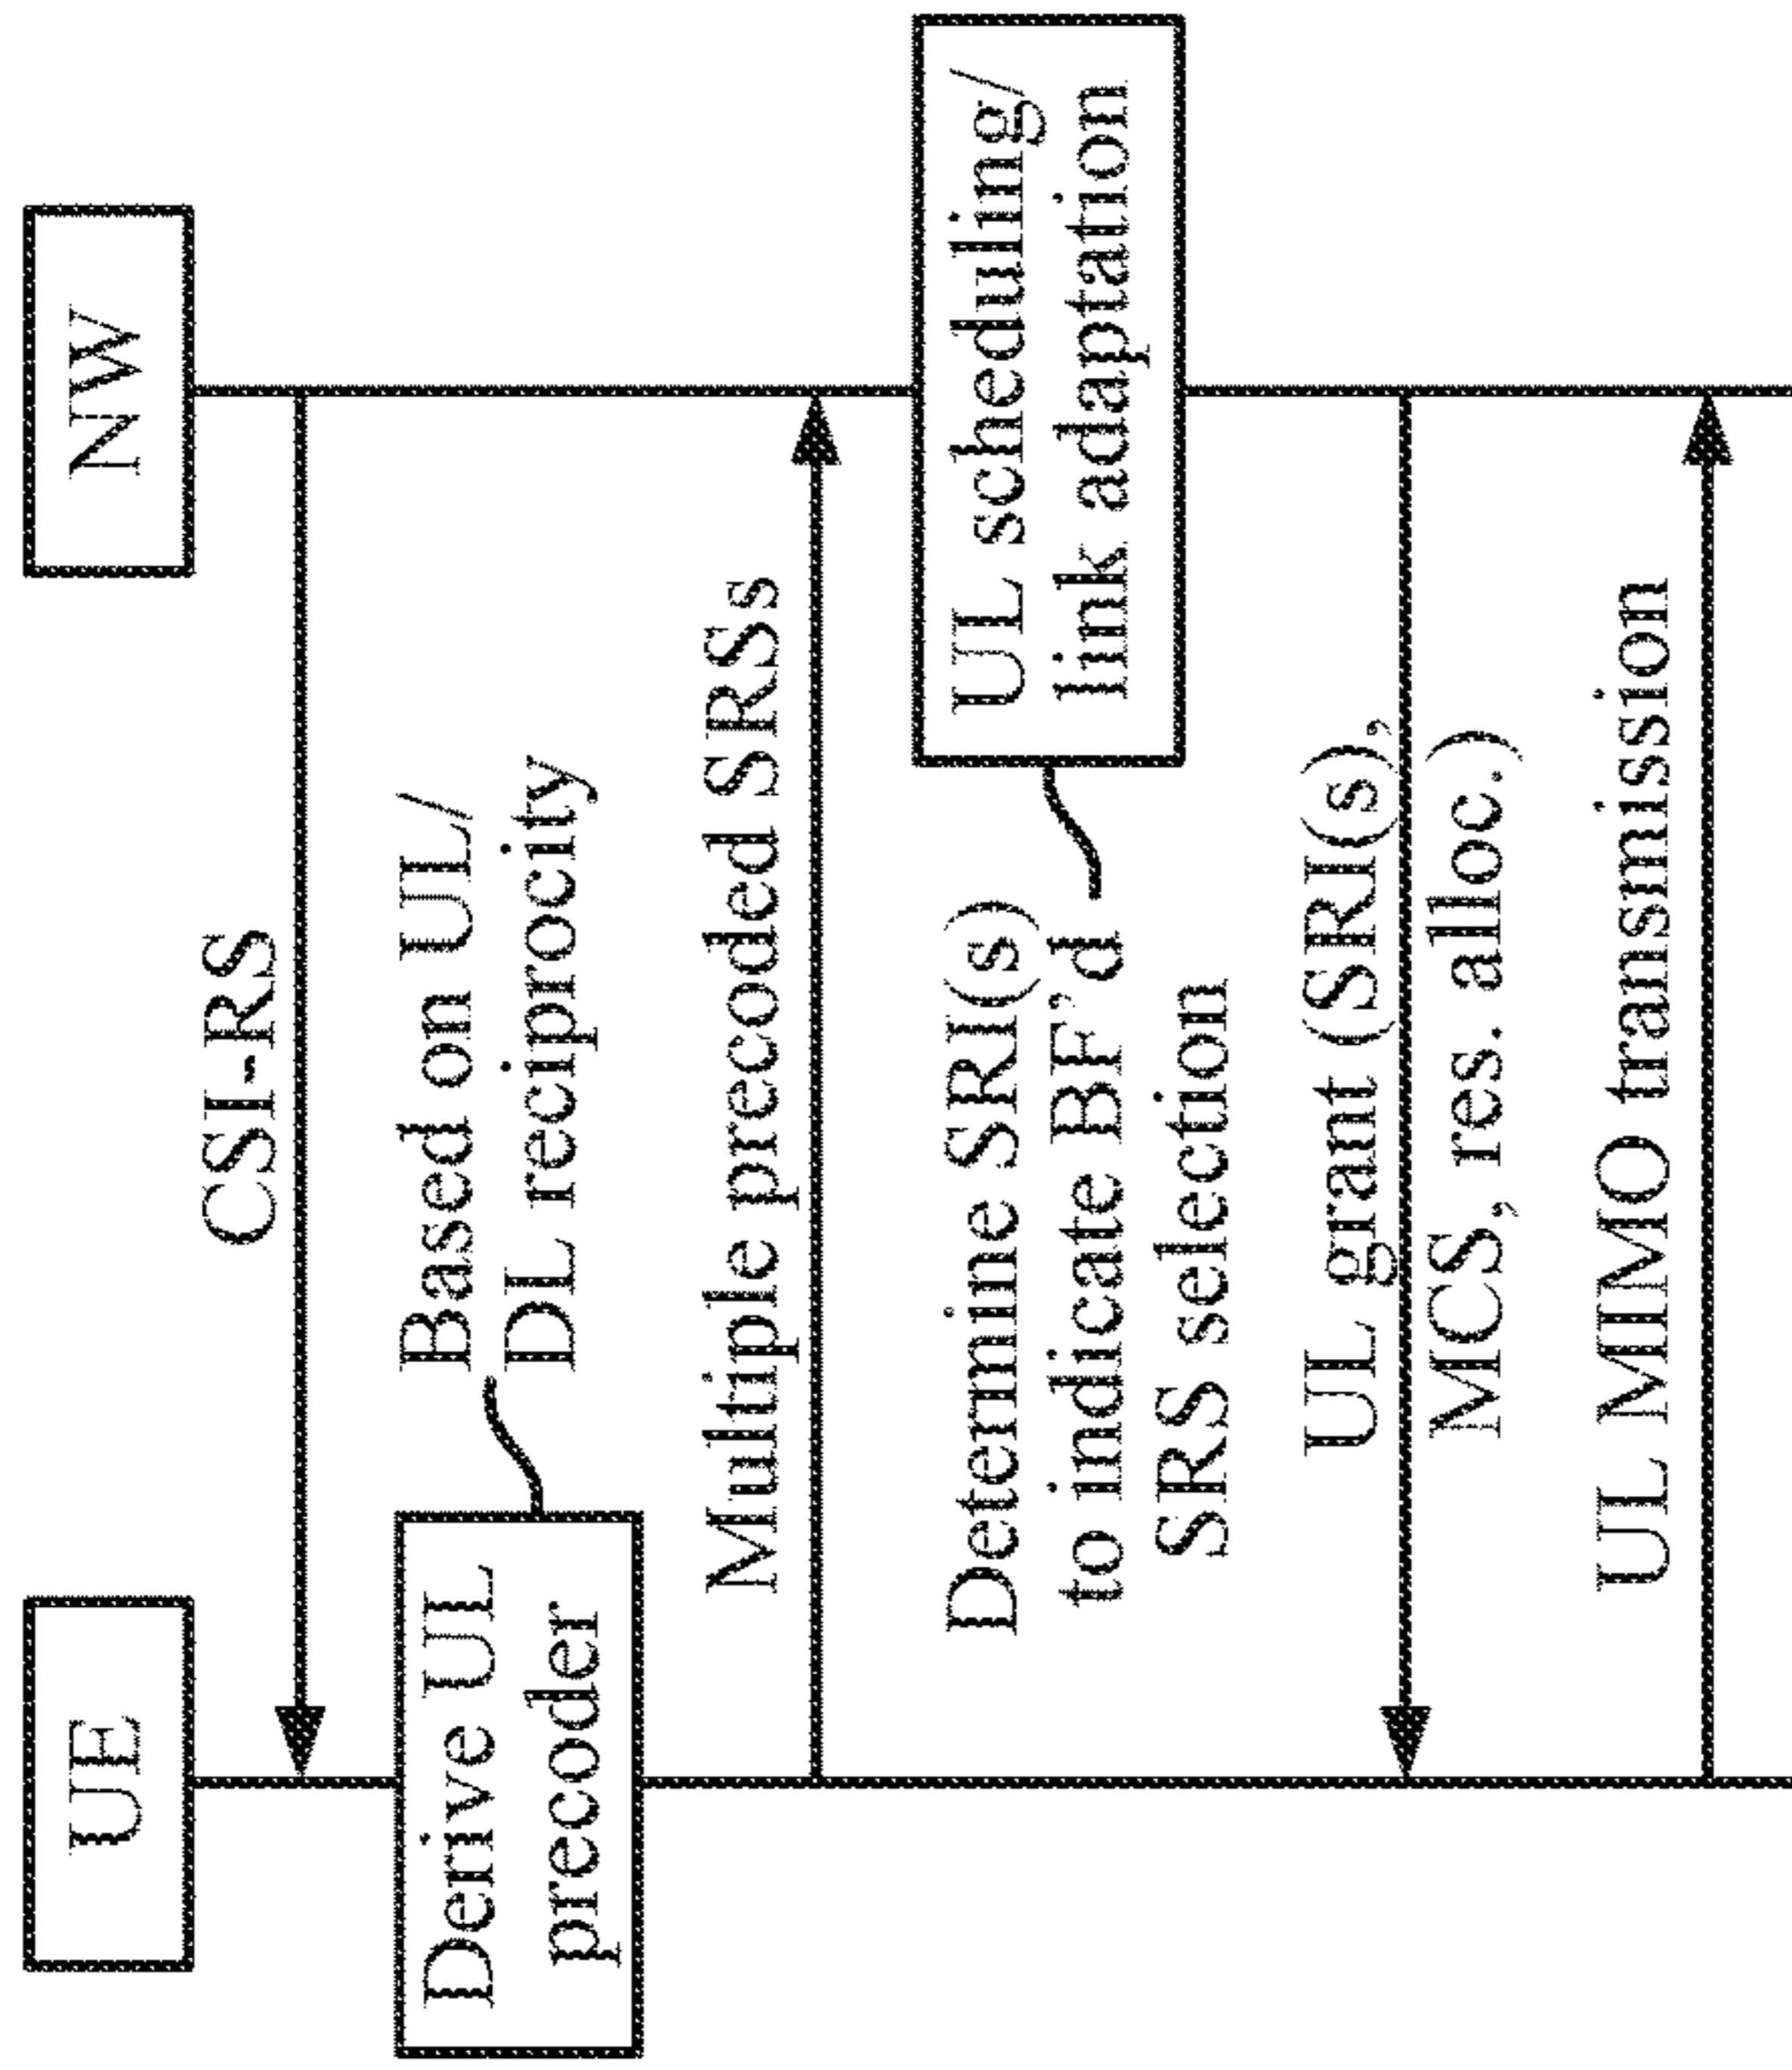 UE
NW
CSI-RS
Derive UL
precoder
Based on UL/
DL reciprocity
Multiple precoded SRSs
Determine SRI(s)
to indicate BF'd
SRS selection
UL scheduling/
link adaptation
UL grant (SRI(s),
MCS, res. alloc.)
UL MIMO transmission